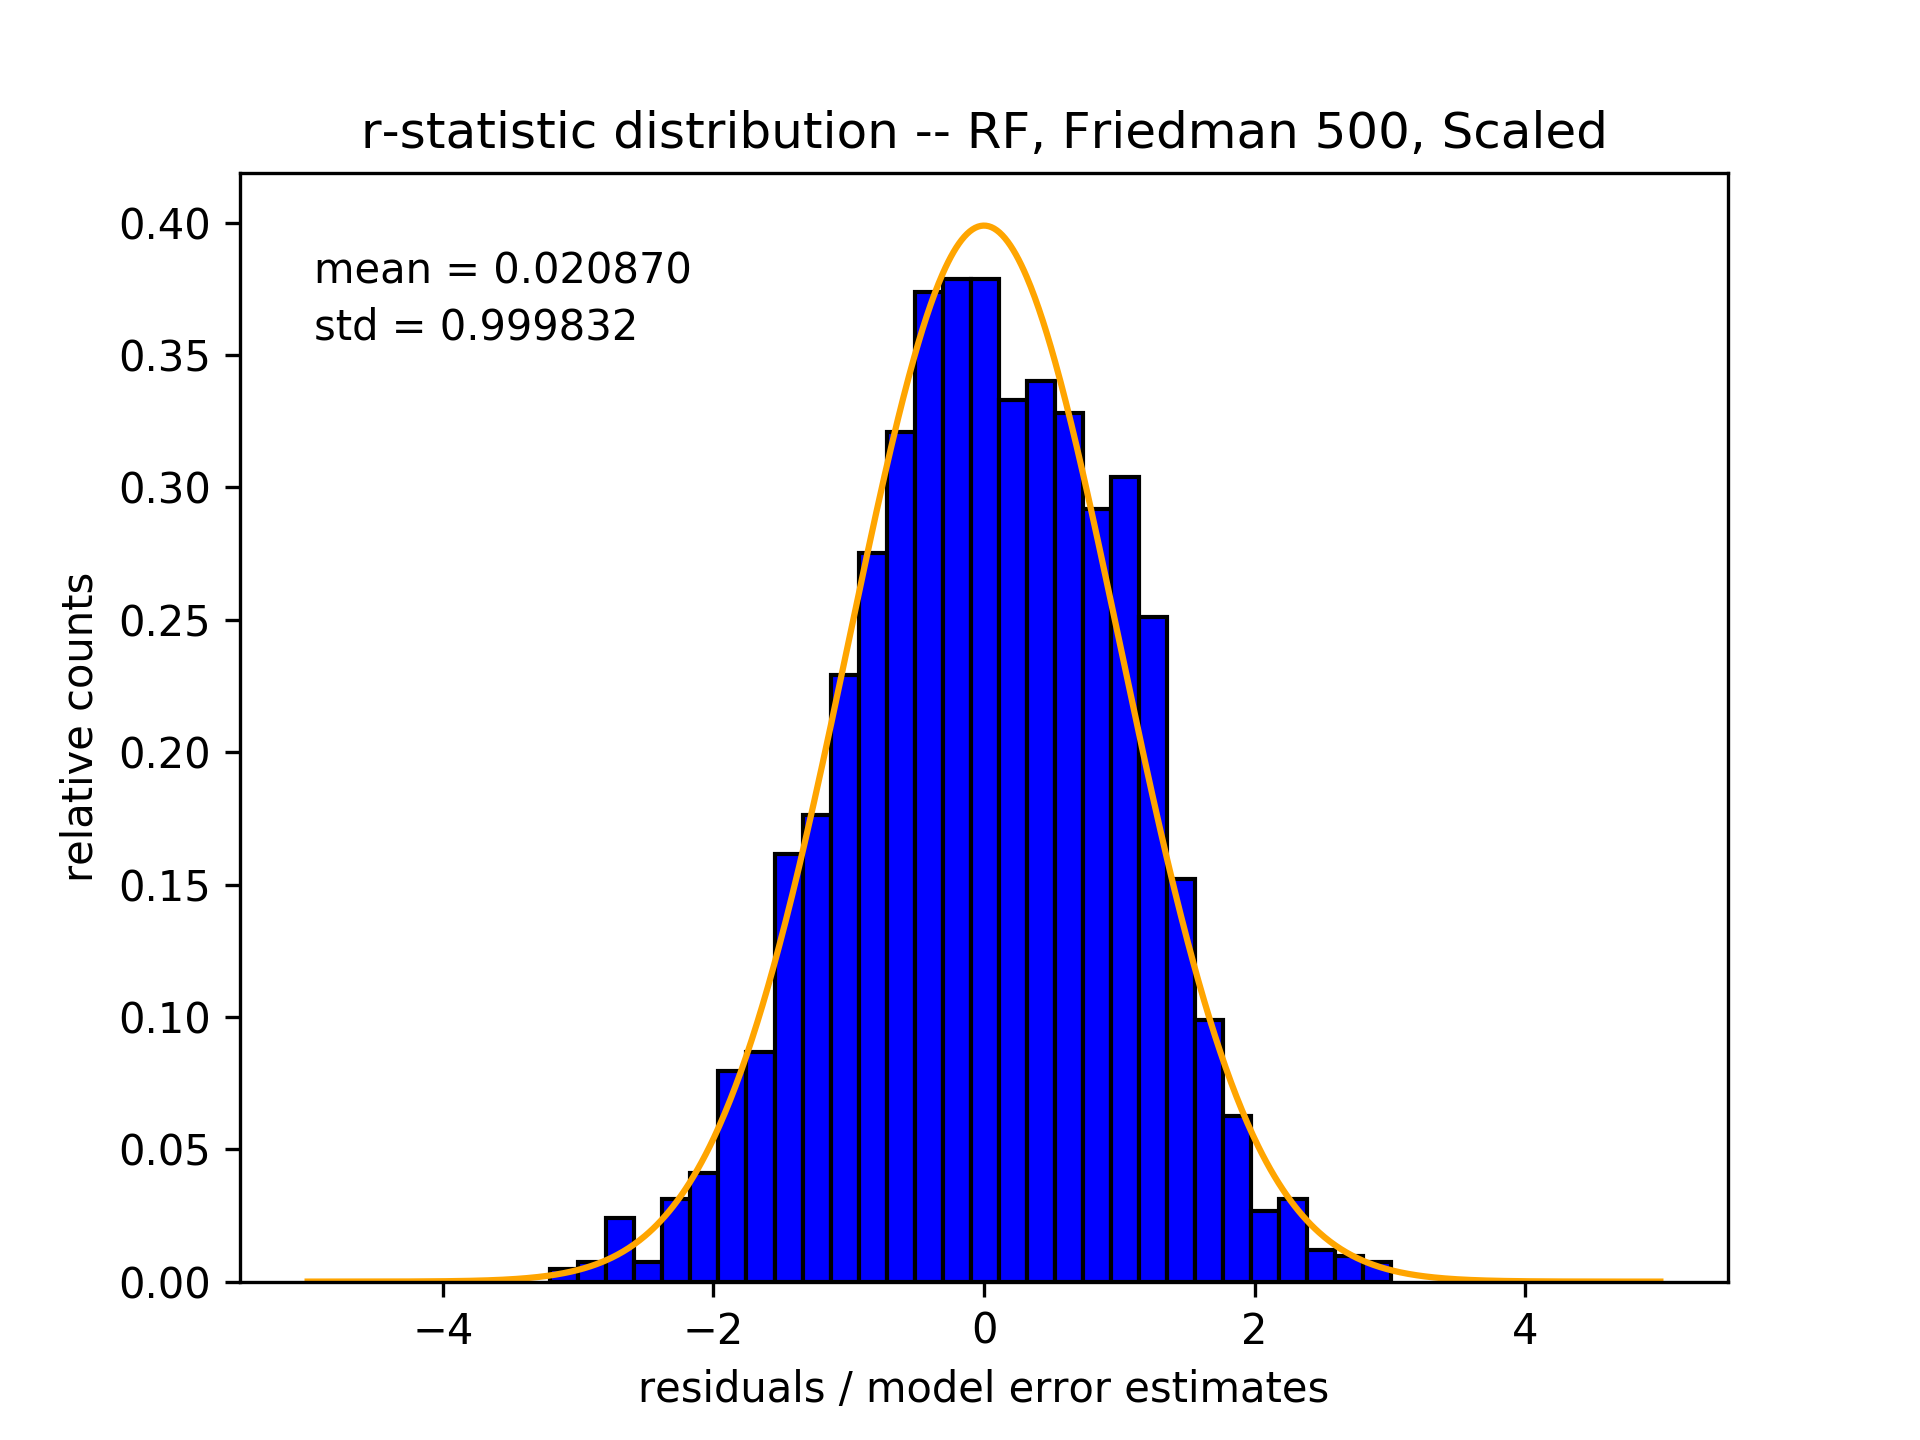 r-statistic distribution -- RF, Friedman 500, Scaled
mean = 0.020870
std = 0.999832
0.40
0.35
0.30
0.25
0.20
0.15
0.10
0.05
0.00
relative counts
−4 −2 0 2 4
residuals / model error estimates